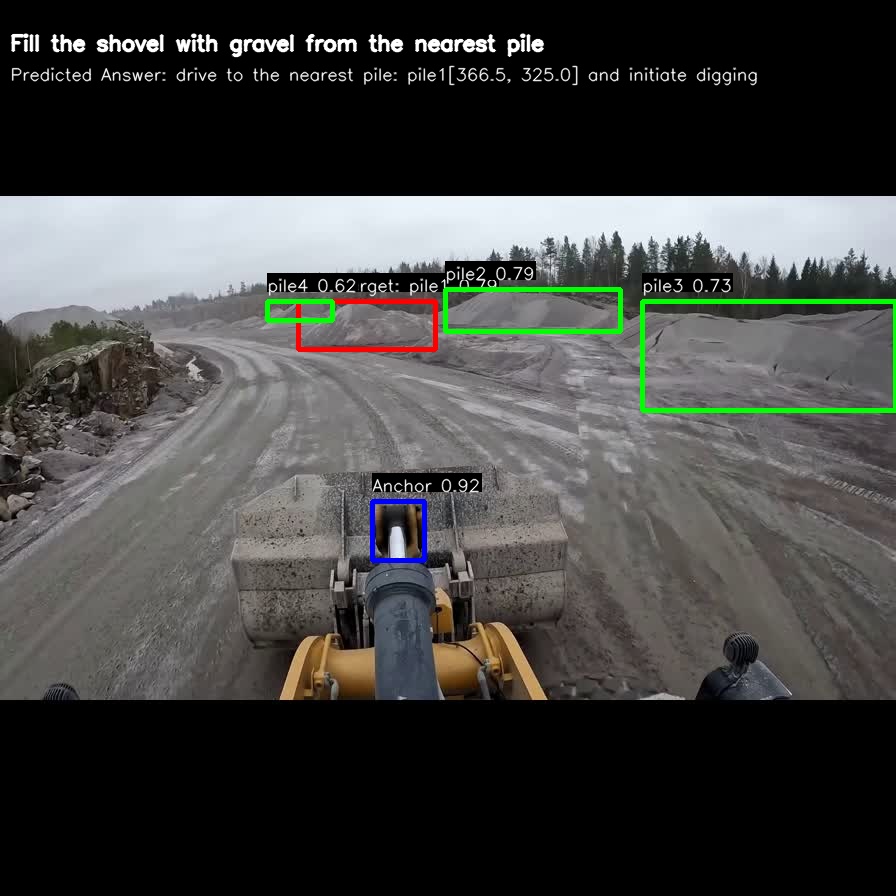 Fill the shovel with gravel from the nearest pile
Predicted Answer: drive to the nearest pile: pile1[366.5, 325.0] and initiate digging
pile2 0.79
pile4 0.62 rget: pile1 0.79
pile3 0.73
Anchor 0.92